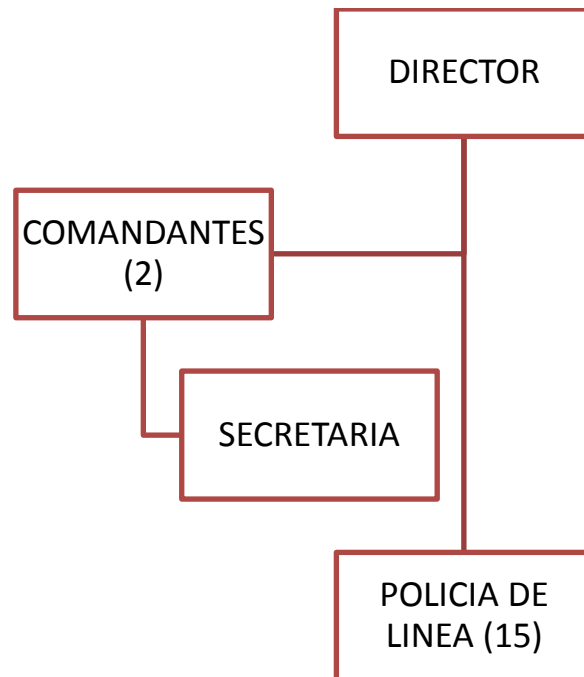 DIRECTOR
COMANDANTES
(2)
SECRETARIA
POLICIA DE
LINEA (15)